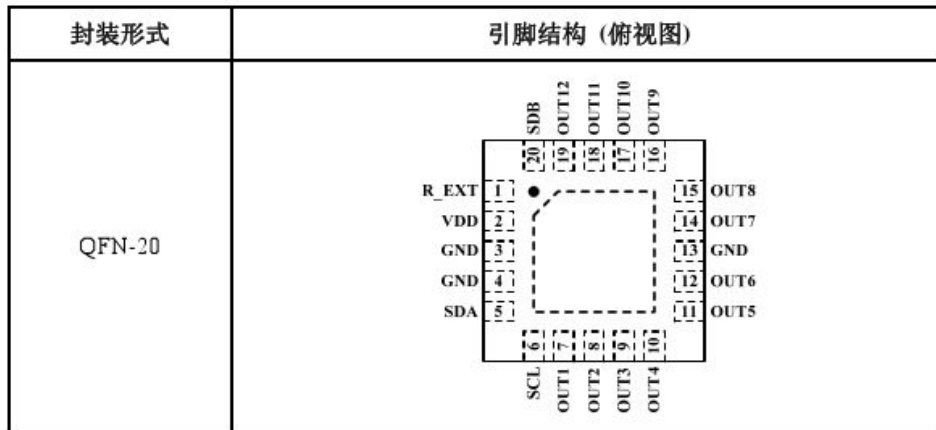 封装形式
引脚结构 (俯视图)
QFN-20
SDB OUT12 OUT11 OUT10 OUT9
20 19 18 17 16
R_EXT 1 15 OUT8
VDD 2 14 OUT7
GND 3 13 GND
GND 4 12 OUT6
SDA 5 11 OUT5
6 7 8 9 10
SCL OUT1 OUT2 OUT3 OUT4